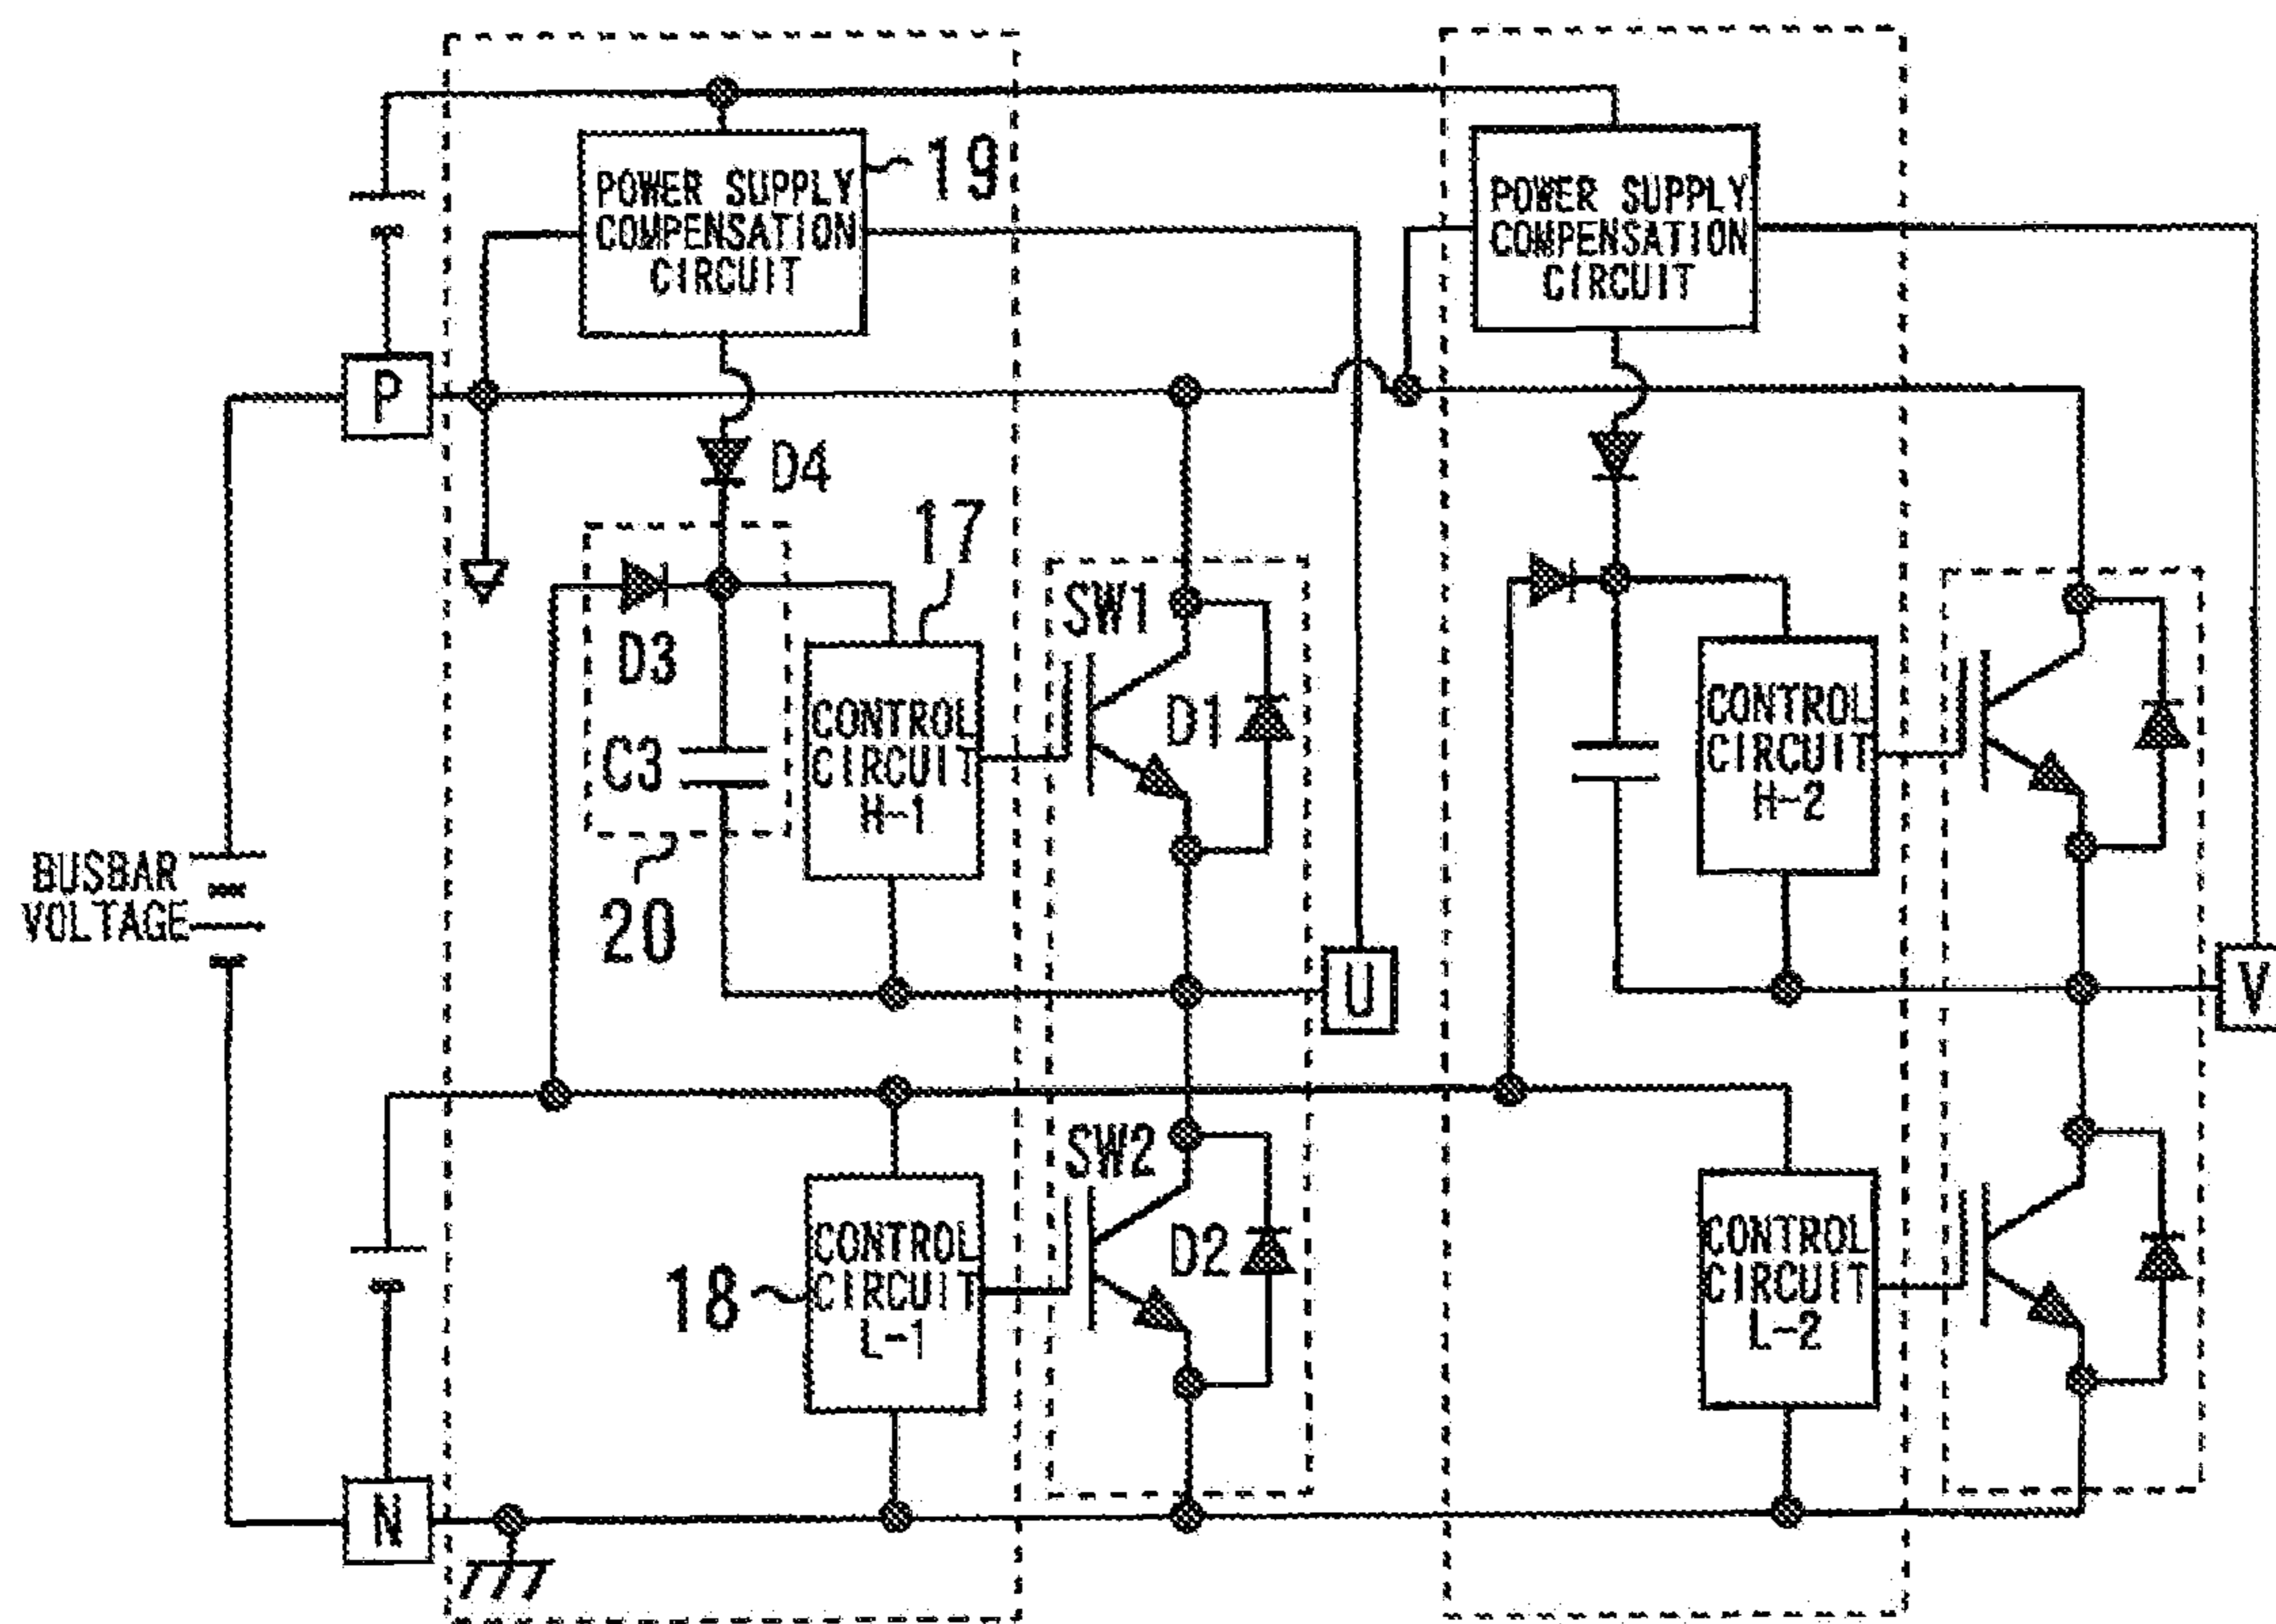 POWER SUPPLY
COMPENSATION
CIRCUIT
19
POWER SUPPLY
COMPENSATION
CIRCUIT
P
D4
17
D3
C3
20
CONTROL
CIRCUIT
H-1
SW1
D1
CONTROL
CIRCUIT
H-2
BUSBAR
VOLTAGE
U
V
SW2
D2
18
CONTROL
CIRCUIT
L-1
CONTROL
CIRCUIT
L-2
N